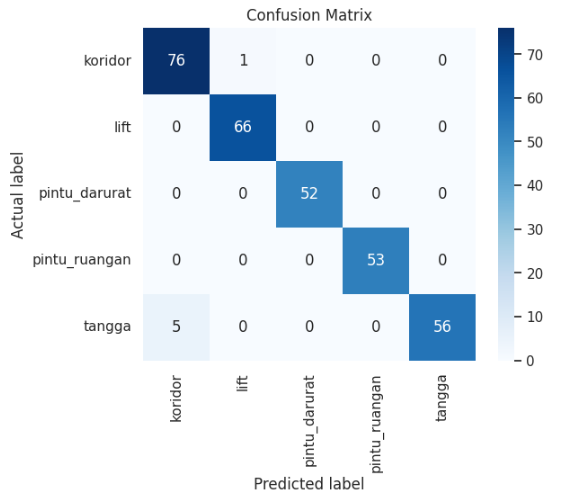 Confusion Matrix
Actual label
koridor 76 1 0 0 0
lift 0 66 0 0 0
pintu_darurat 0 0 52 0 0
pintu_ruangan 0 0 0 53 0
tangga 5 0 0 0 56
koridor lift pintu_darurat pintu_ruangan tangga
Predicted label
70
60
50
40
30
20
10
0